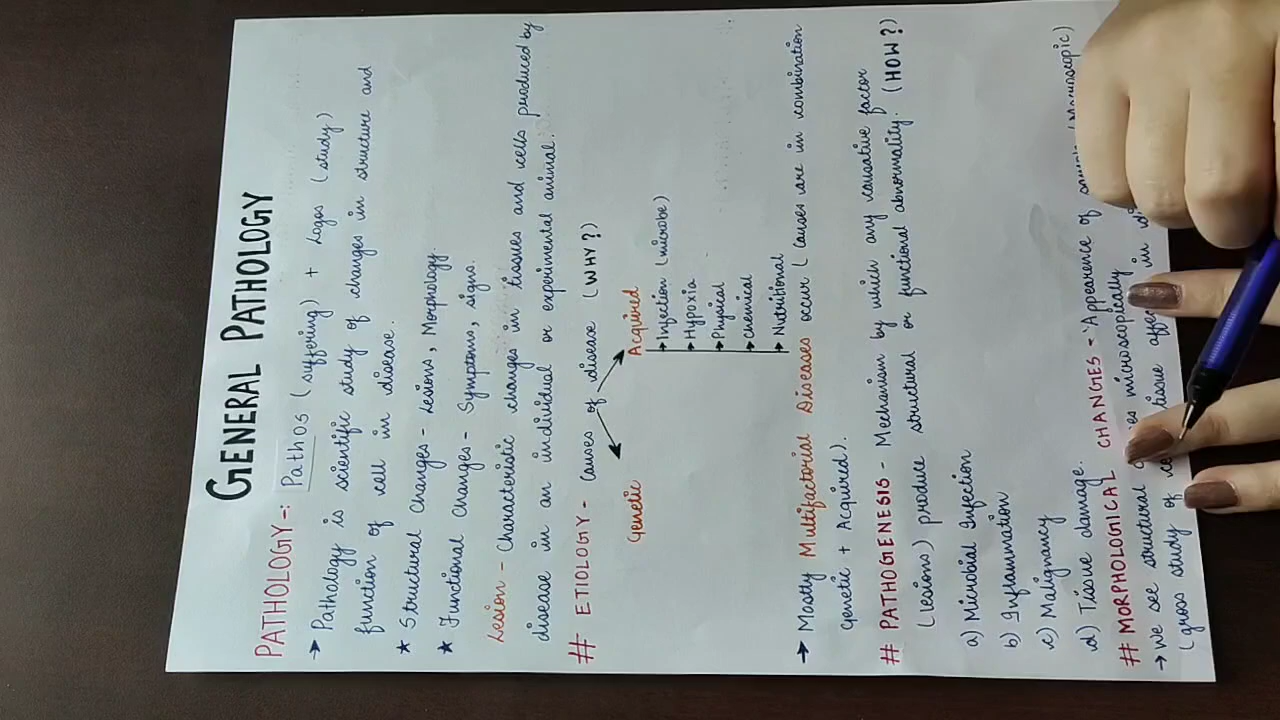 GENERAL PATHOLOGY
PATHOLOGY-: Pathos (suffering) + Logos (study)
→ Pathology is scientific study of changes in structure and
function of cell in disease.
★ Structural changes - Lesions, Morphology.
★ Functional changes - Symptoms, signs.
Lesion - Characteristic changes in tissues and cells produced by
disease in an individual or experimental animal.
# ETIOLOGY - Causes of disease (WHY?)
Genetic
Acquired
→ Infection (microbe)
→ Hypoxia
→ Physical
→ Chemical
→ Nutritional
→ Mostly Multifactorial Diseases occur (causes are in combination
Genetic + Acquired).
# PATHOGENESIS - Mechanism by which any causative factor
(lesions) produce structural or functional abnormality. (HOW?)
a) Microbial Infection
b) Inflammation
c) Malignancy
d) Tissue damage.
# MORPHOLOGICAL CHANGES - Appearence of
→ We see structural microscopically
(gross study of tissue in